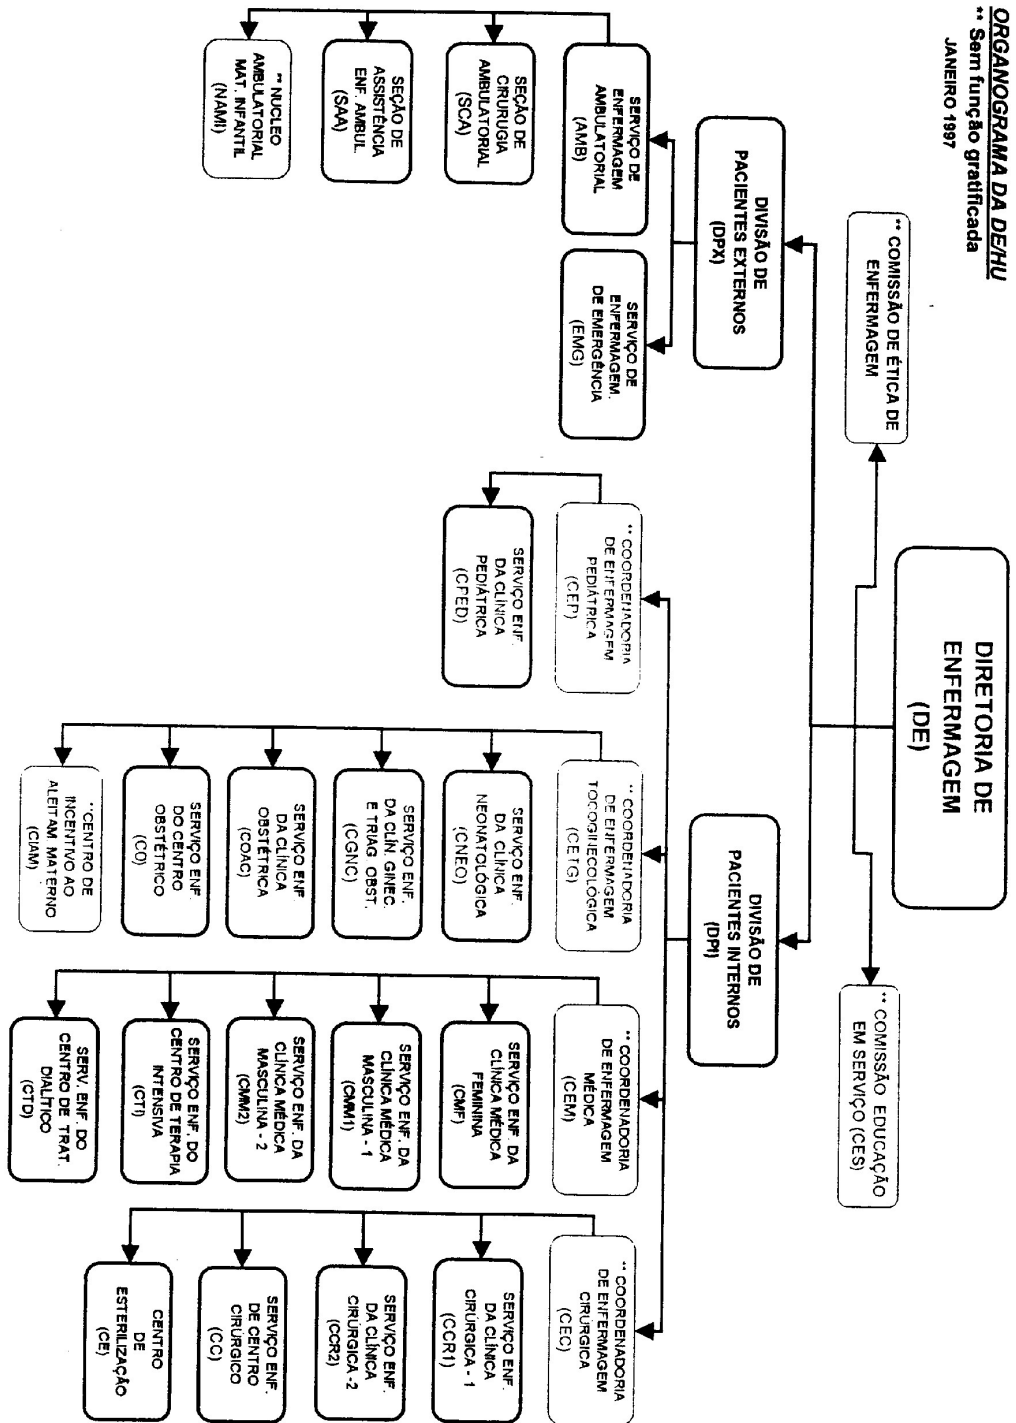 ORGANOGRAMA DA DE/HU
** Sem função gratificada
JANEIRO 1997
DIRETORIA DE
ENFERMAGEM
(DE)
** COMISSÃO DE ÉTICA DE
ENFERMAGEM
** COMISSÃO EDUCAÇÃO
EM SERVIÇO (CES)
DIVISÃO DE
PACIENTES EXTERNOS
(DPX)
DIVISÃO DE
PACIENTES INTERNOS
(DPI)
SERVIÇO DE
ENFERMAGEM
AMBULATORIAL
(AMB)
SERVIÇO DE
ENFERMAGEM.
DE EMERGÊNCIA
(EMG)
SEÇÃO DE
CIRURUGIA
AMBULATORIAL
(SCA)
SEÇÃO DE
ASSISTÊNCIA
ENF. AMBUL.
(SAA)
** NUCLEO
AMBULATORIAL
MAT. INFANTIL
(NAMI)
** COORDENADORIA
DE ENFERMAGEM
PEDIÁTRICA
(CEP)
SERVIÇO ENF.
DA CLÍNICA
PEDIÁTRICA
(CPED)
** COORDENADORIA
DE ENFERMAGEM
TOCOGINECOLÓGICA
(CETG)
SERVIÇO ENF.
DA CLÍNICA
NEONATOLÓGICA
(CNEO)
SERVIÇO ENF.
DA CLÍN. GINEC.
E TRIAG. OBST.
(CGNC)
SERVIÇO ENF.
DA CLÍNICA
OBSTÉTRICA
(COAC)
SERVIÇO ENF.
DO CENTRO
OBSTÉTRICO
(CO)
**CENTRO DE
INCENTIVO AO
ALEITAM. MATERNO
(CIAM)
** COORDENADORIA
DE ENFERMAGEM
MÉDICA
(CEM)
SERVIÇO ENF. DA
CLÍNICA MÉDICA
FEMININA
(CMF)
SERVIÇO ENF. DA
CLÍNICA MÉDICA
MASCULINA - 1
(CMM1)
SERVIÇO ENF. DA
CLÍNICA MÉDICA
MASCULINA - 2
(CMM2)
SERVIÇO ENF. DO
CENTRO DE TERAPIA
INTENSIVA
(CTI)
SERV. ENF. DO
CENTRO DE TRAT.
DIALÍTICO
(CTD)
** COORDENADORIA
DE ENFERMAGEM
CIRÚRGICA
(CEC)
SERVIÇO ENF.
DA CLÍNICA
CIRÚRGICA - 1
(CCR1)
SERVIÇO ENF.
DA CLÍNICA
CIRÚRGICA -2
(CCR2)
SERVIÇO ENF.
DE CENTRO
CIRÚRGICO
(CC)
CENTRO
DE
ESTERILIZAÇÃO
(CE)